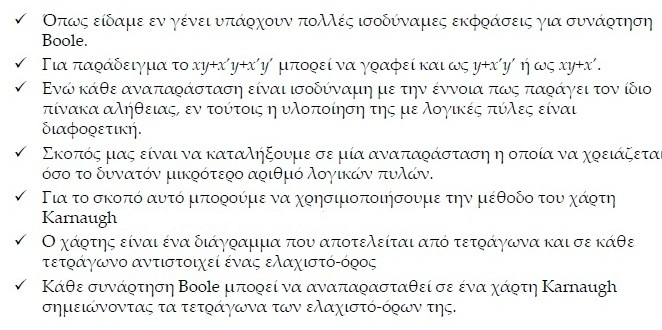 ✓ Όπως είδαμε εν γένει υπάρχουν πολλές ισοδύναμες εκφράσεις για συνάρτηση
Boole.
✓ Για παράδειγμα το xy+x′y+x′y′ μπορεί να γραφεί και ως y+x′y′ ή ως xy+x′.
✓ Ενώ κάθε αναπαράσταση είναι ισοδύναμη με την έννοια πως παράγει τον ίδιο
πίνακα αλήθειας, εν τούτοις η υλοποίηση της με λογικές πύλες είναι
διαφορετική.
✓ Σκοπός μας είναι να καταλήξουμε σε μία αναπαράσταση η οποία να χρειάζεται
όσο το δυνατόν μικρότερο αριθμό λογικών πυλών.
✓ Για το σκοπό αυτό μπορούμε να χρησιμοποιήσουμε την μέθοδο του χάρτη
Karnaugh
✓ Ο χάρτης είναι ένα διάγραμμα που αποτελείται από τετράγωνα και σε κάθε
τετράγωνο αντιστοιχεί ένας ελαχιστό-όρος
✓ Κάθε συνάρτηση Boole μπορεί να αναπαρασταθεί σε ένα χάρτη Karnaugh
σημειώνοντας τα τετράγωνα των ελαχιστό-όρων της.